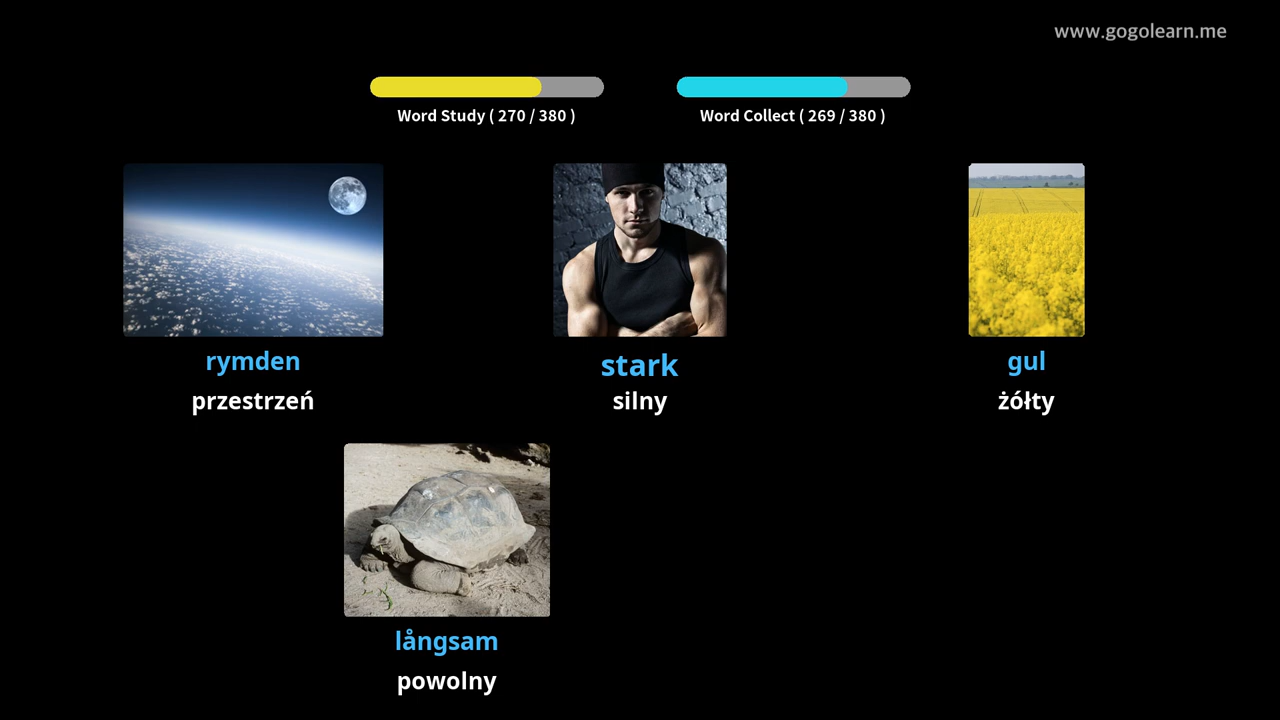 www.gogolearn.me
Word Study ( 270 / 380 )
Word Collect ( 269 / 380 )
rymden
przestrzeń
stark
silny
gul
żółty
långsam
powolny